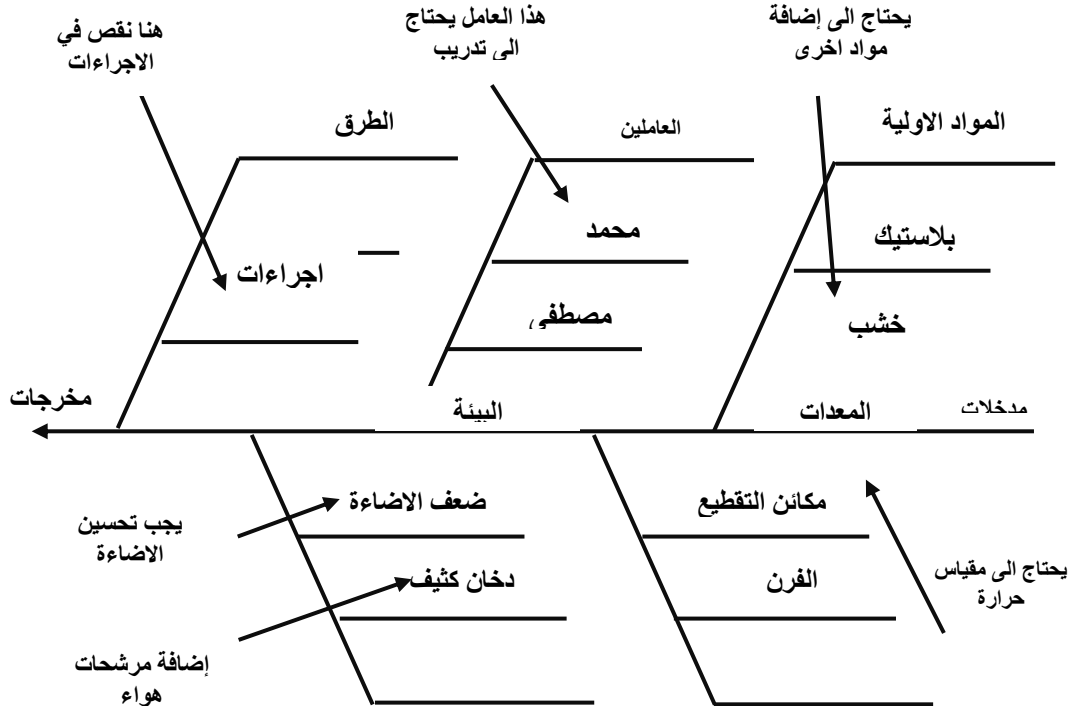 يحتاج الى إضافة
مواد اخرى
هذا العامل يحتاج
الى تدريب
هنا نقص في
الاجراءات
المواد الاولية
العاملين
الطرق
بلاستيك
محمد
اجراءات
خشب
مصطفى
مدخلات
المعدات
البيئة
مخرجات
مكائن التقطيع
ضعف الاضاءة
يجب تحسين
الاضاءة
الفرن
دخان كثيف
يحتاج الى مقياس
حرارة
إضافة مرشحات
هواء